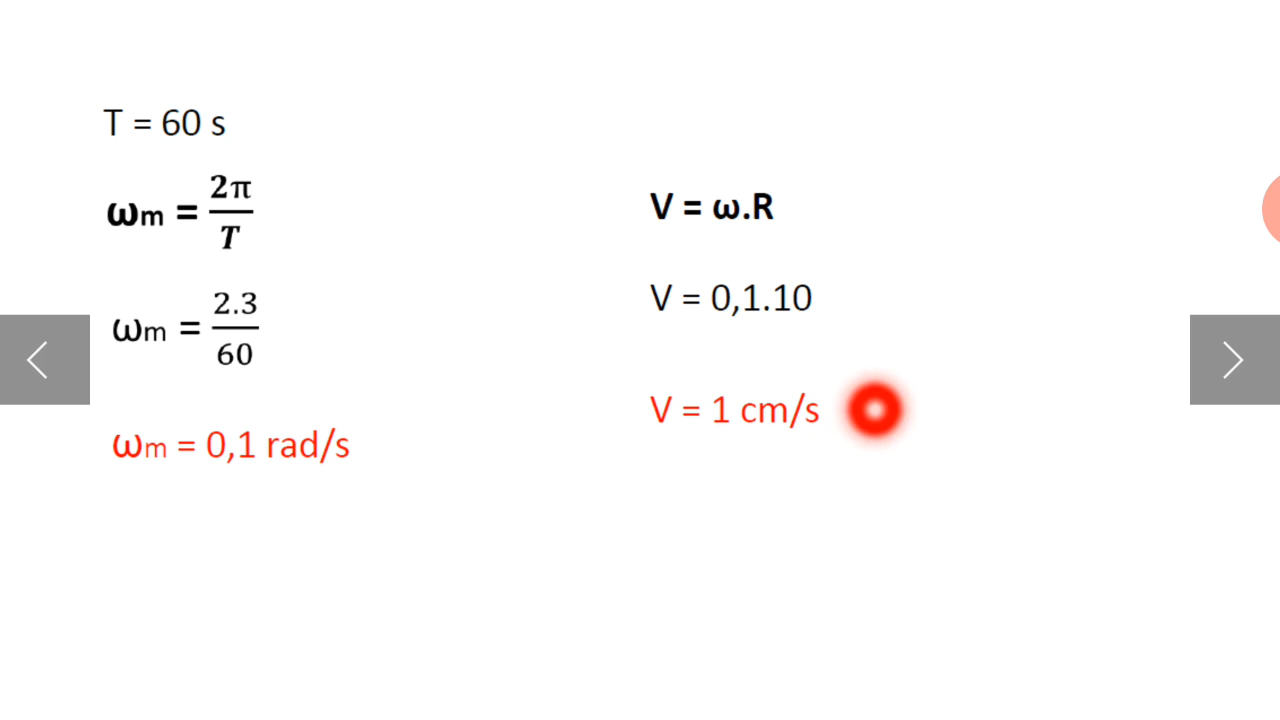 T = 60 s
ωm = 2π/T
ωm = 2.3/60
ωm = 0,1 rad/s
V = ω.R
V = 0,1.10
V = 1 cm/s